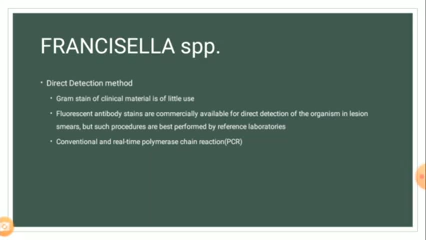 FRANCISELLA spp.
• Direct Detection method
• Gram stain of clinical material is of little use
• Fluorescent antibody stains are commercially available for direct detection of the organism in lesion
smears, but such procedures are best performed by reference laboratories
• Conventional and real-time polymerase chain reaction(PCR)